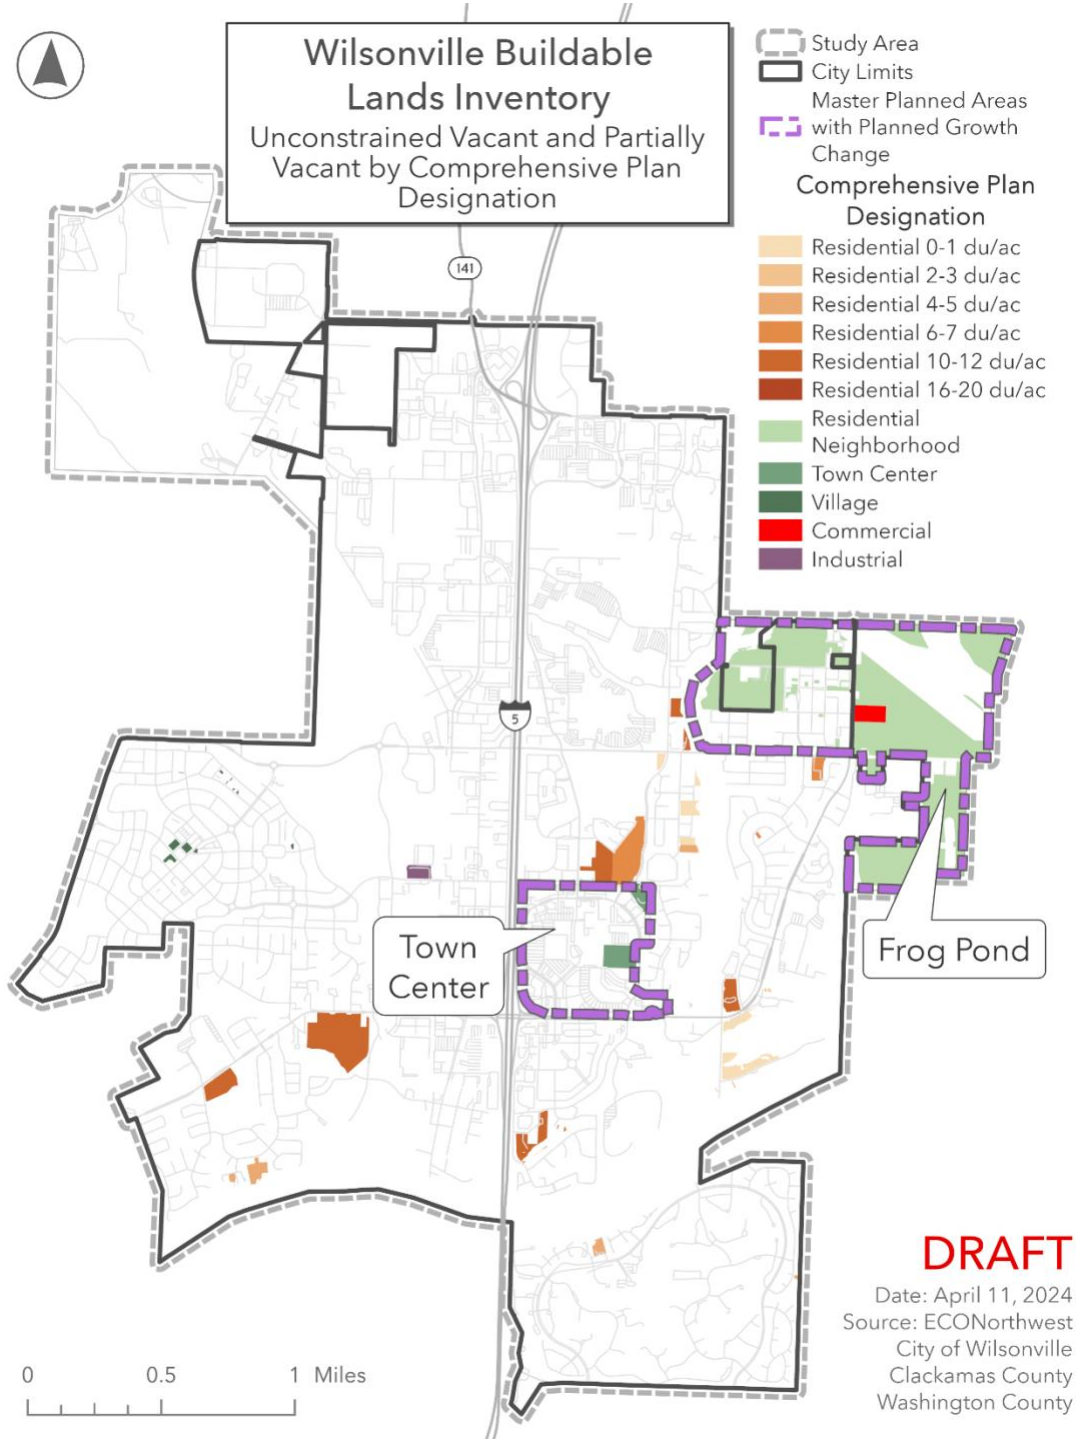 Wilsonville Buildable
Lands Inventory
Unconstrained Vacant and Partially
Vacant by Comprehensive Plan
Designation
Study Area
City Limits
Master Planned Areas
with Planned Growth
Change
Comprehensive Plan
Designation
Residential 0-1 du/ac
Residential 2-3 du/ac
Residential 4-5 du/ac
Residential 6-7 du/ac
Residential 10-12 du/ac
Residential 16-20 du/ac
Residential
Neighborhood
Town Center
Village
Commercial
Industrial
141
5
Town
Center
Frog Pond
DRAFT
Date: April 11, 2024
Source: ECONorthwest
City of Wilsonville
Clackamas County
Washington County
0 0.5 1 Miles